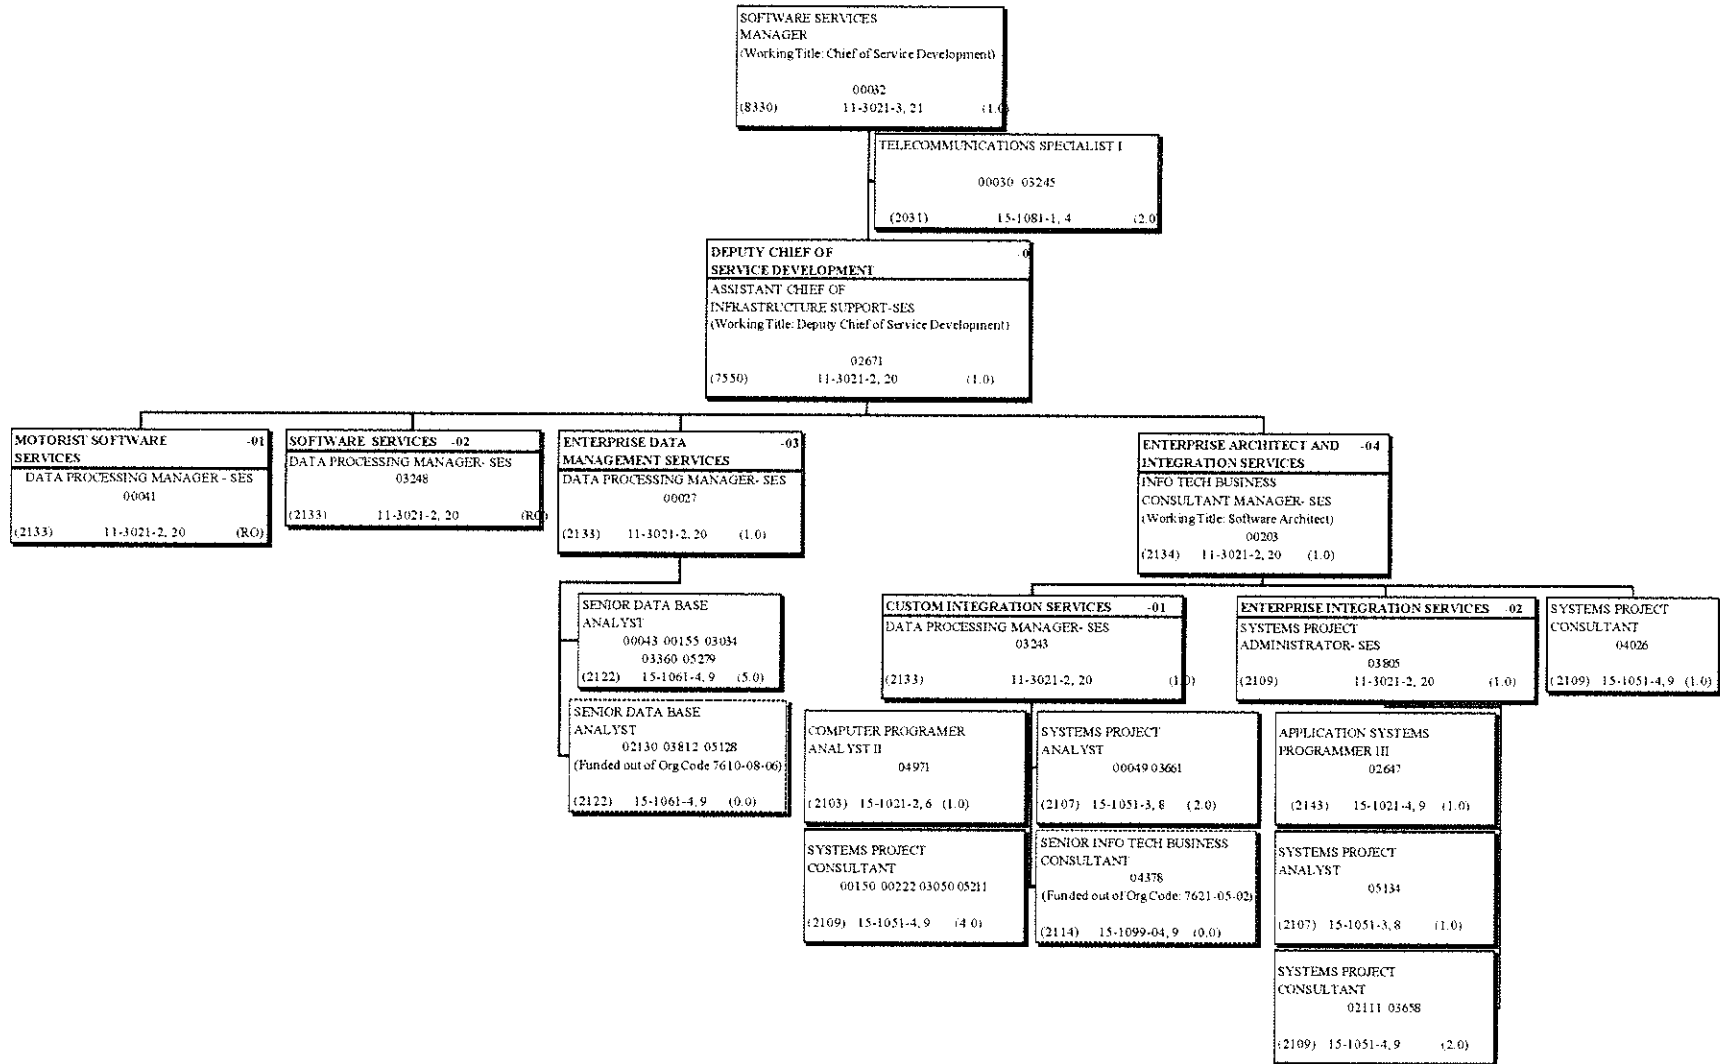 SOFTWARE SERVICES
MANAGER
(Working Title: Chief of Service Development)
00032
(8330) 11-3021-3, 21 (1.0)
TELECOMMUNICATIONS SPECIALIST I
00030 03245
(2031) 15-1081-1, 4 (2.0)
DEPUTY CHIEF OF -0
SERVICE DEVELOPMENT
ASSISTANT CHIEF OF
INFRASTRUCTURE SUPPORT-SES
(Working Title: Deputy Chief of Service Development)
02671
(7550) 11-3021-2, 20 (1.0)
MOTORIST SOFTWARE -01
SERVICES
DATA PROCESSING MANAGER - SES
00041
(2133) 11-3021-2, 20 (RO)
SOFTWARE SERVICES -02
DATA PROCESSING MANAGER- SES
03248
(2133) 11-3021-2, 20 (RO)
ENTERPRISE DATA -03
MANAGEMENT SERVICES
DATA PROCESSING MANAGER- SES
00027
(2133) 11-3021-2, 20 (1.0)
ENTERPRISE ARCHITECT AND -04
INTEGRATION SERVICES
INFO TECH BUSINESS
CONSULTANT MANAGER- SES
(Working Title: Software Architect)
00203
(2134) 11-3021-2, 20 (1.0)
SENIOR DATA BASE
ANALYST
00043 00155 03034
03360 05279
(2122) 15-1061-4, 9 (5.0)
SENIOR DATA BASE
ANALYST
02130 03812 05128
(Funded out of Org Code 7610-08-06)
(2122) 15-1061-4, 9 (0.0)
CUSTOM INTEGRATION SERVICES -01
DATA PROCESSING MANAGER- SES
03243
(2133) 11-3021-2, 20 (1.0)
ENTERPRISE INTEGRATION SERVICES -02
SYSTEMS PROJECT
ADMINISTRATOR- SES
03805
(2109) 11-3021-2, 20 (1.0)
SYSTEMS PROJECT
CONSULTANT
04026
(2109) 15-1051-4, 9 (1.0)
COMPUTER PROGRAMER
ANALYST II
04971
(2103) 15-1021-2, 6 (1.0)
SYSTEMS PROJECT
ANALYST
00049 03661
(2107) 15-1051-3, 8 (2.0)
APPLICATION SYSTEMS
PROGRAMMER III
02647
(2143) 15-1021-4, 9 (1.0)
SYSTEMS PROJECT
CONSULTANT
00150 00222 03050 05211
(2109) 15-1051-4, 9 (4.0)
SENIOR INFO TECH BUSINESS
CONSULTANT
04378
(Funded out of Org Code: 7621-05-02)
(2114) 15-1099-04, 9 (0.0)
SYSTEMS PROJECT
ANALYST
05134
(2107) 15-1051-3, 8 (1.0)
SYSTEMS PROJECT
CONSULTANT
02111 03658
(2109) 15-1051-4, 9 (2.0)